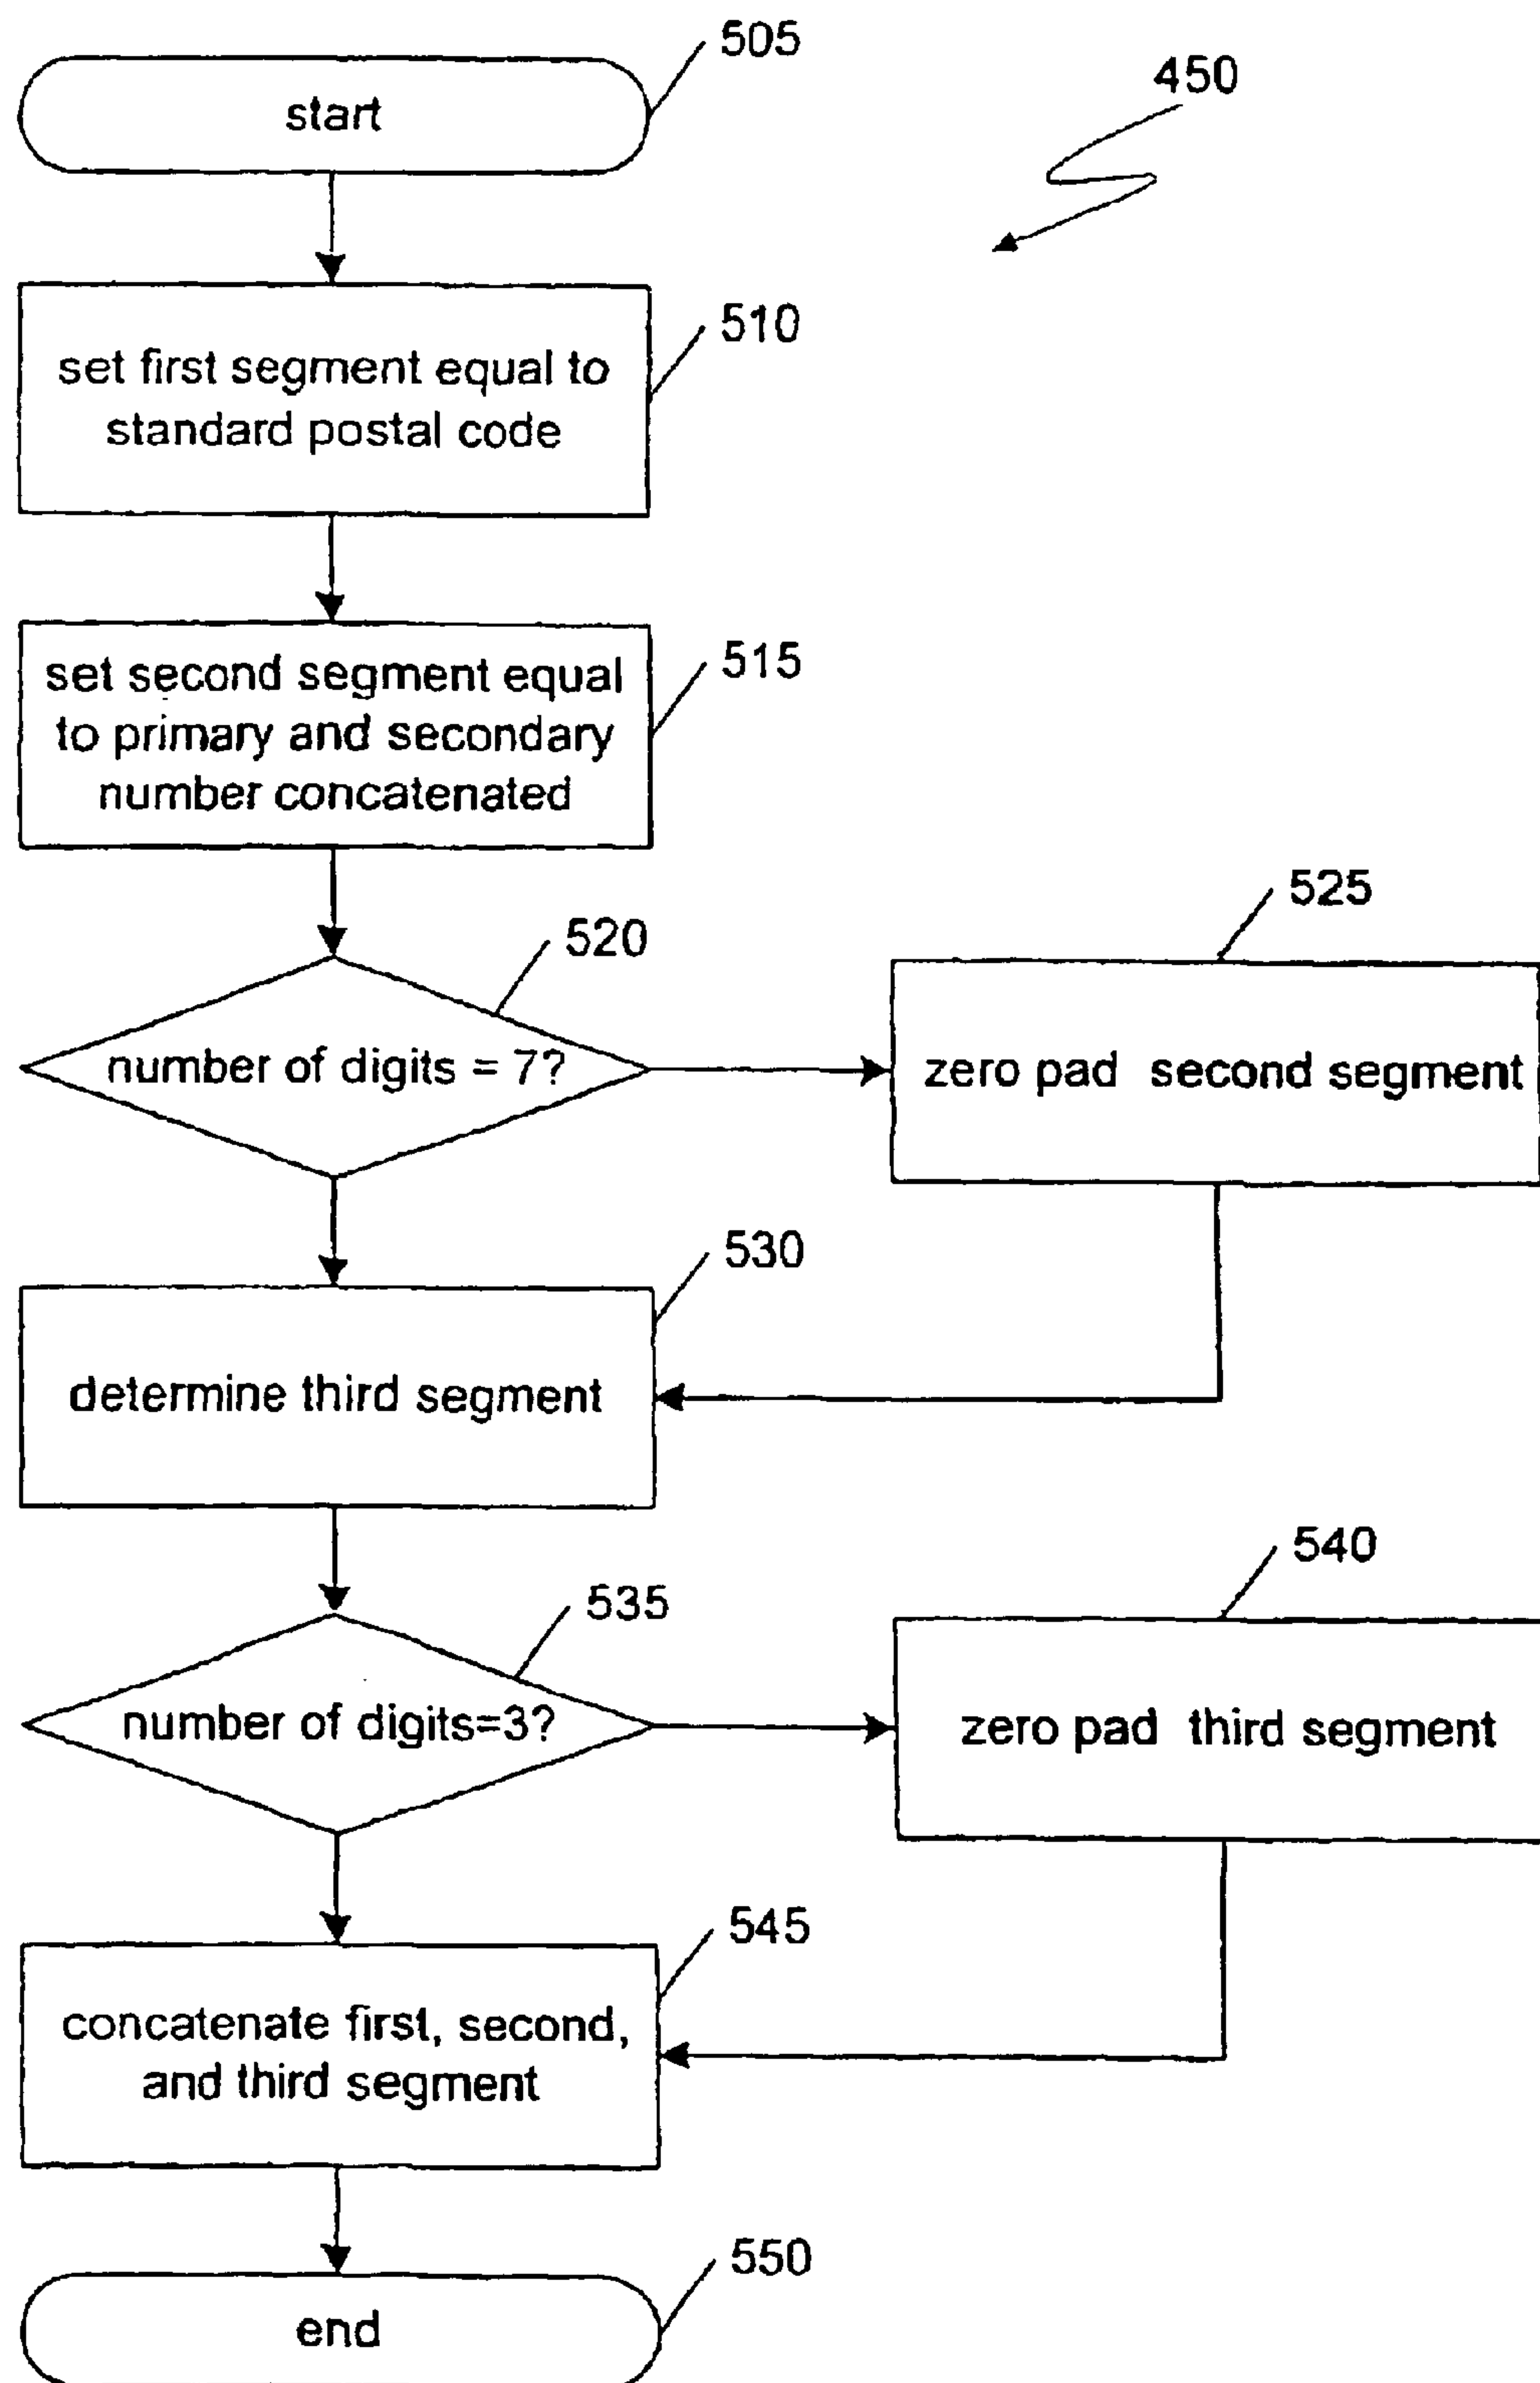 505
start
450
510
set first segment equal to
standard postal code
515
set second segment equal
to primary and secondary
number concatenated
520
number of digits = 7?
525
zero pad second segment
530
determine third segment
535
number of digits=3?
540
zero pad third segment
545
concatenate first, second,
and third segment
550
end